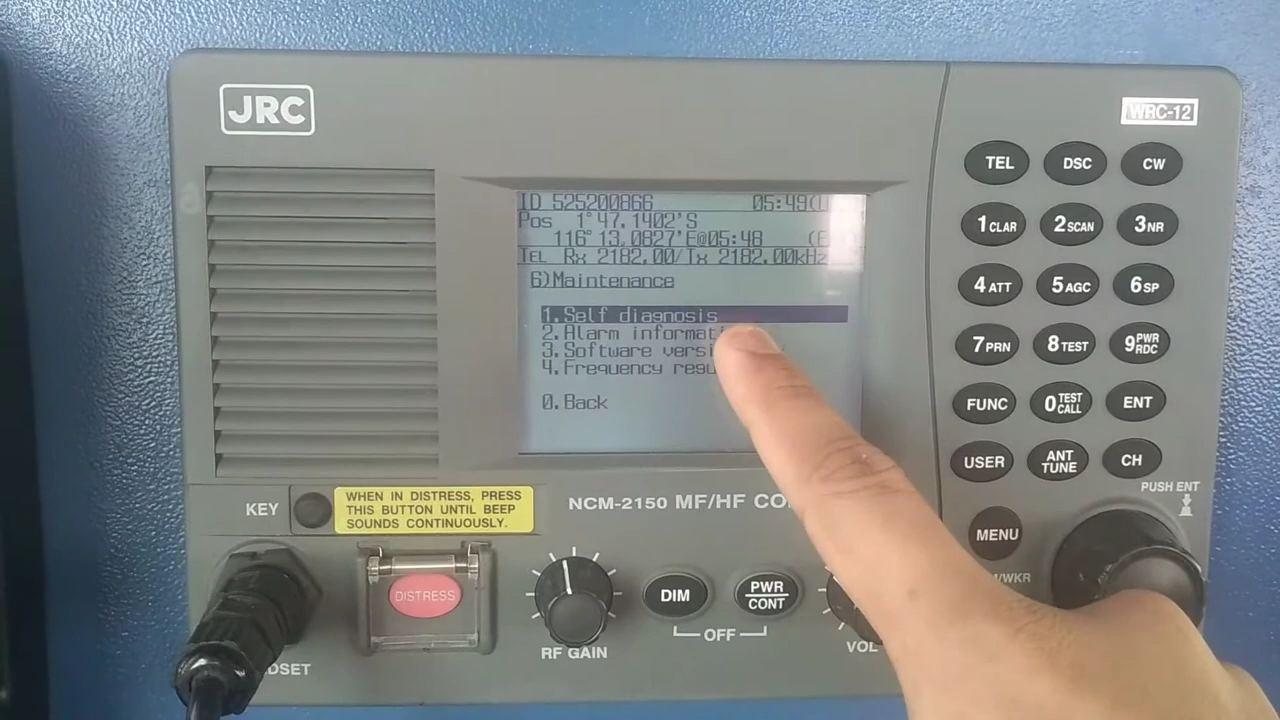 JRC
WRC-12
ID 525200866 05:49(L
Pos 1°47.1402'S
116°13.0827'E@05:48 (E
TEL Rx 2182.00/Tx 2182.00kHz
6)Maintenance
1.Self diagnosis
2.Alarm informati
3.Software versi
4.Frequency
0.Back
TEL DSC CW
1CLAR 2SCAN 3NR
4ATT 5AGC 6SP
7PRN 8TEST 9PWR RDC
FUNC 0TEST CALL ENT
USER ANT TUNE CH
PUSH ENT
MENU
/WKR
KEY
WHEN IN DISTRESS, PRESS
THIS BUTTON UNTIL BEEP
SOUNDS CONTINUOUSLY.
NCM-2150 MF/HF CO
DISTRESS
DIM
PWR
CONT
OFF
RF GAIN
VOL
DSET